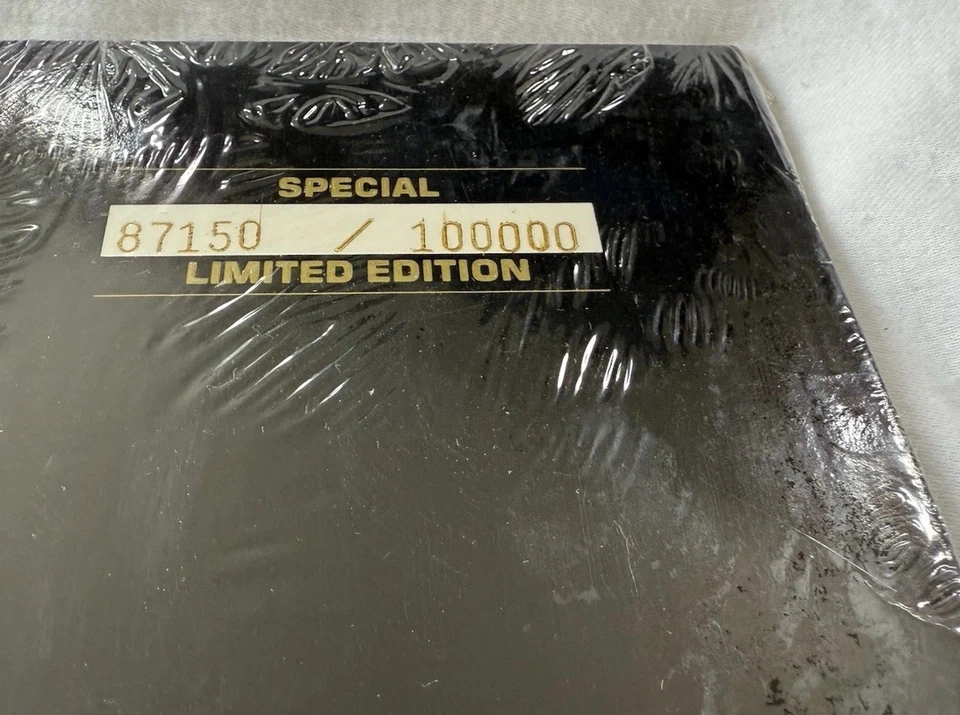 SPECIAL
87150 / 100000
LIMITED EDITION